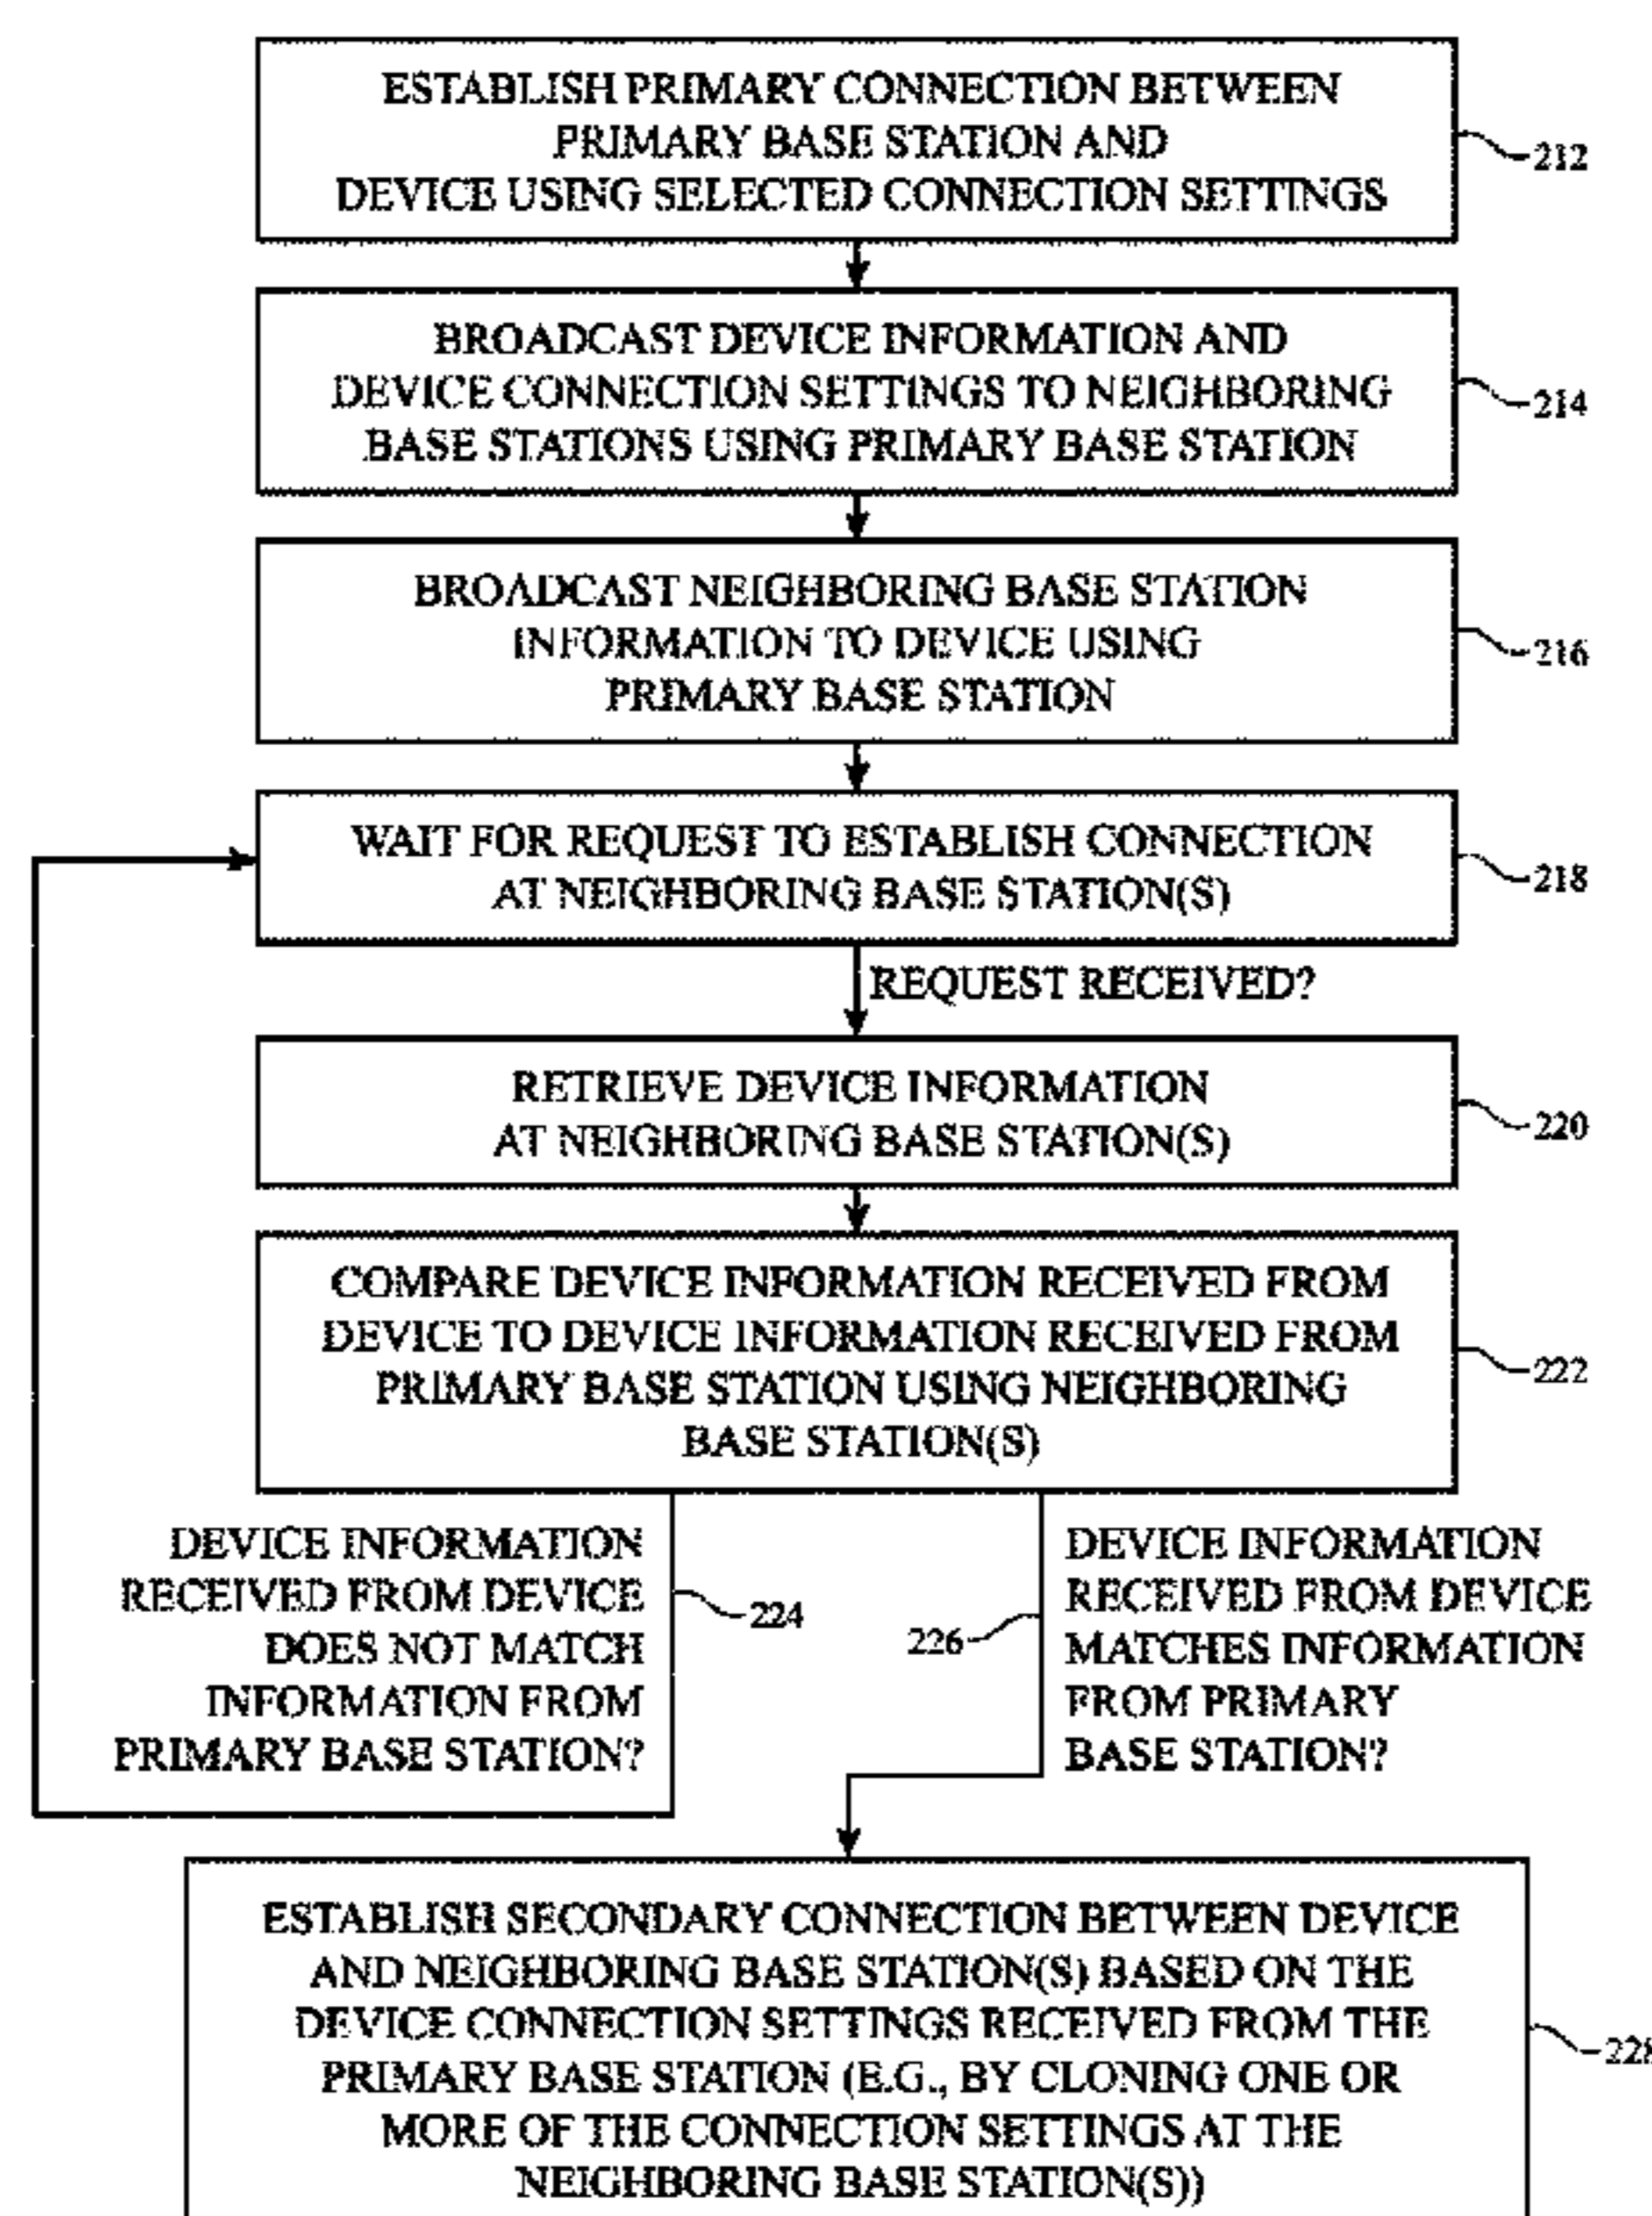 ESTABLISH PRIMARY CONNECTION BETWEEN
PRIMARY BASE STATION AND
DEVICE USING SELECTED CONNECTION SETTINGS
212
BROADCAST DEVICE INFORMATION AND
DEVICE CONNECTION SETTINGS TO NEIGHBORING
BASE STATIONS USING PRIMARY BASE STATION
214
BROADCAST NEIGHBORING BASE STATION
INFORMATION TO DEVICE USING
PRIMARY BASE STATION
216
WAIT FOR REQUEST TO ESTABLISH CONNECTION
AT NEIGHBORING BASE STATION(S)
218
REQUEST RECEIVED?
RETRIEVE DEVICE INFORMATION
AT NEIGHBORING BASE STATION(S)
220
COMPARE DEVICE INFORMATION RECEIVED FROM
DEVICE TO DEVICE INFORMATION RECEIVED FROM
PRIMARY BASE STATION USING NEIGHBORING
BASE STATION(S)
222
DEVICE INFORMATION
RECEIVED FROM DEVICE
DOES NOT MATCH
INFORMATION FROM
PRIMARY BASE STATION?
224
226
DEVICE INFORMATION
RECEIVED FROM DEVICE
MATCHES INFORMATION
FROM PRIMARY
BASE STATION?
ESTABLISH SECONDARY CONNECTION BETWEEN DEVICE
AND NEIGHBORING BASE STATION(S) BASED ON THE
DEVICE CONNECTION SETTINGS RECEIVED FROM THE
PRIMARY BASE STATION (E.G., BY CLONING ONE OR
MORE OF THE CONNECTION SETTINGS AT THE
NEIGHBORING BASE STATION(S))
228